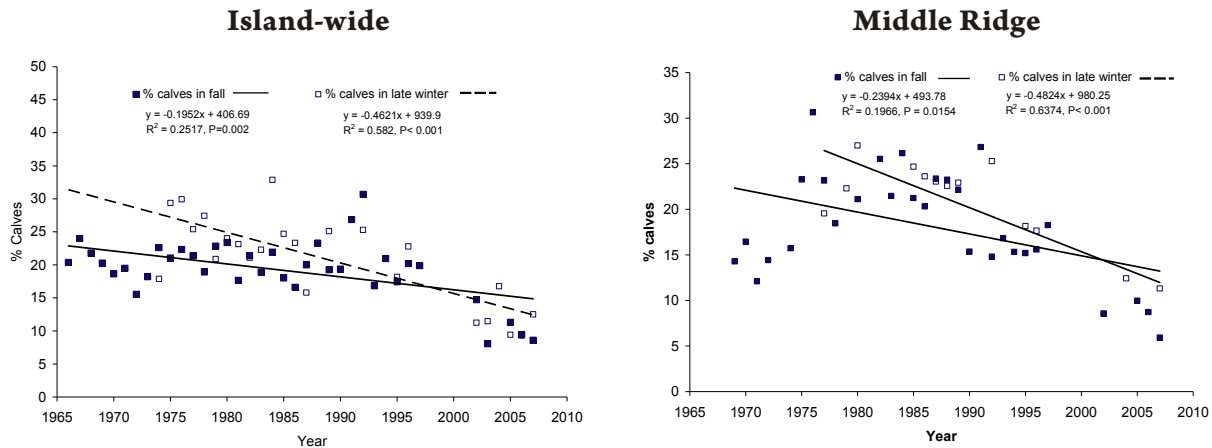 Island-wide
50
45
40
35
30
25
20
15
10
5
0
% Calves
% calves in fall
y = -0.1952x + 406.69
R² = 0.2517, P=0.002
% calves in late winter
y = -0.4621x + 939.9
R² = 0.582, P< 0.001
1965 1970 1975 1980 1985 1990 1995 2000 2005 2010
Year
Middle Ridge
35
30
25
20
15
10
5
0
% calves
% calves in fall
y = -0.2394x + 493.78
R² = 0.1966, P = 0.0154
% calves in late winter
y = -0.4824x + 980.25
R² = 0.6374, P< 0.001
1965 1970 1975 1980 1985 1990 1995 2000 2005 2010
Year